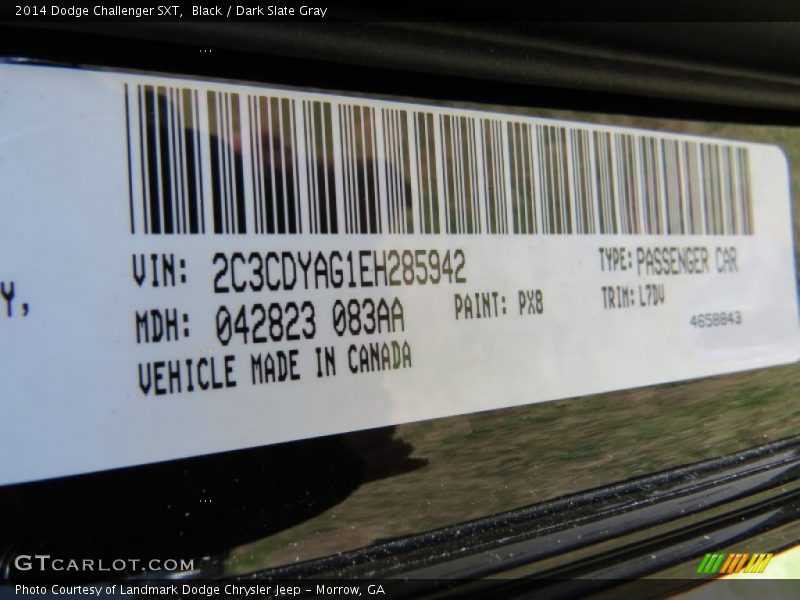 2014 Dodge Challenger SXT,  Black / Dark Slate Gray
Y,
VIN: 2C3CDYAG1EH285942
TYPE: PASSENGER CAR
MDH: 042823 083AA
PAINT: PX8
TRIM: L7DV
4658843
VEHICLE MADE IN CANADA
GTCARLOT.COM
Photo Courtesy of Landmark Dodge Chrysler Jeep - Morrow, GA